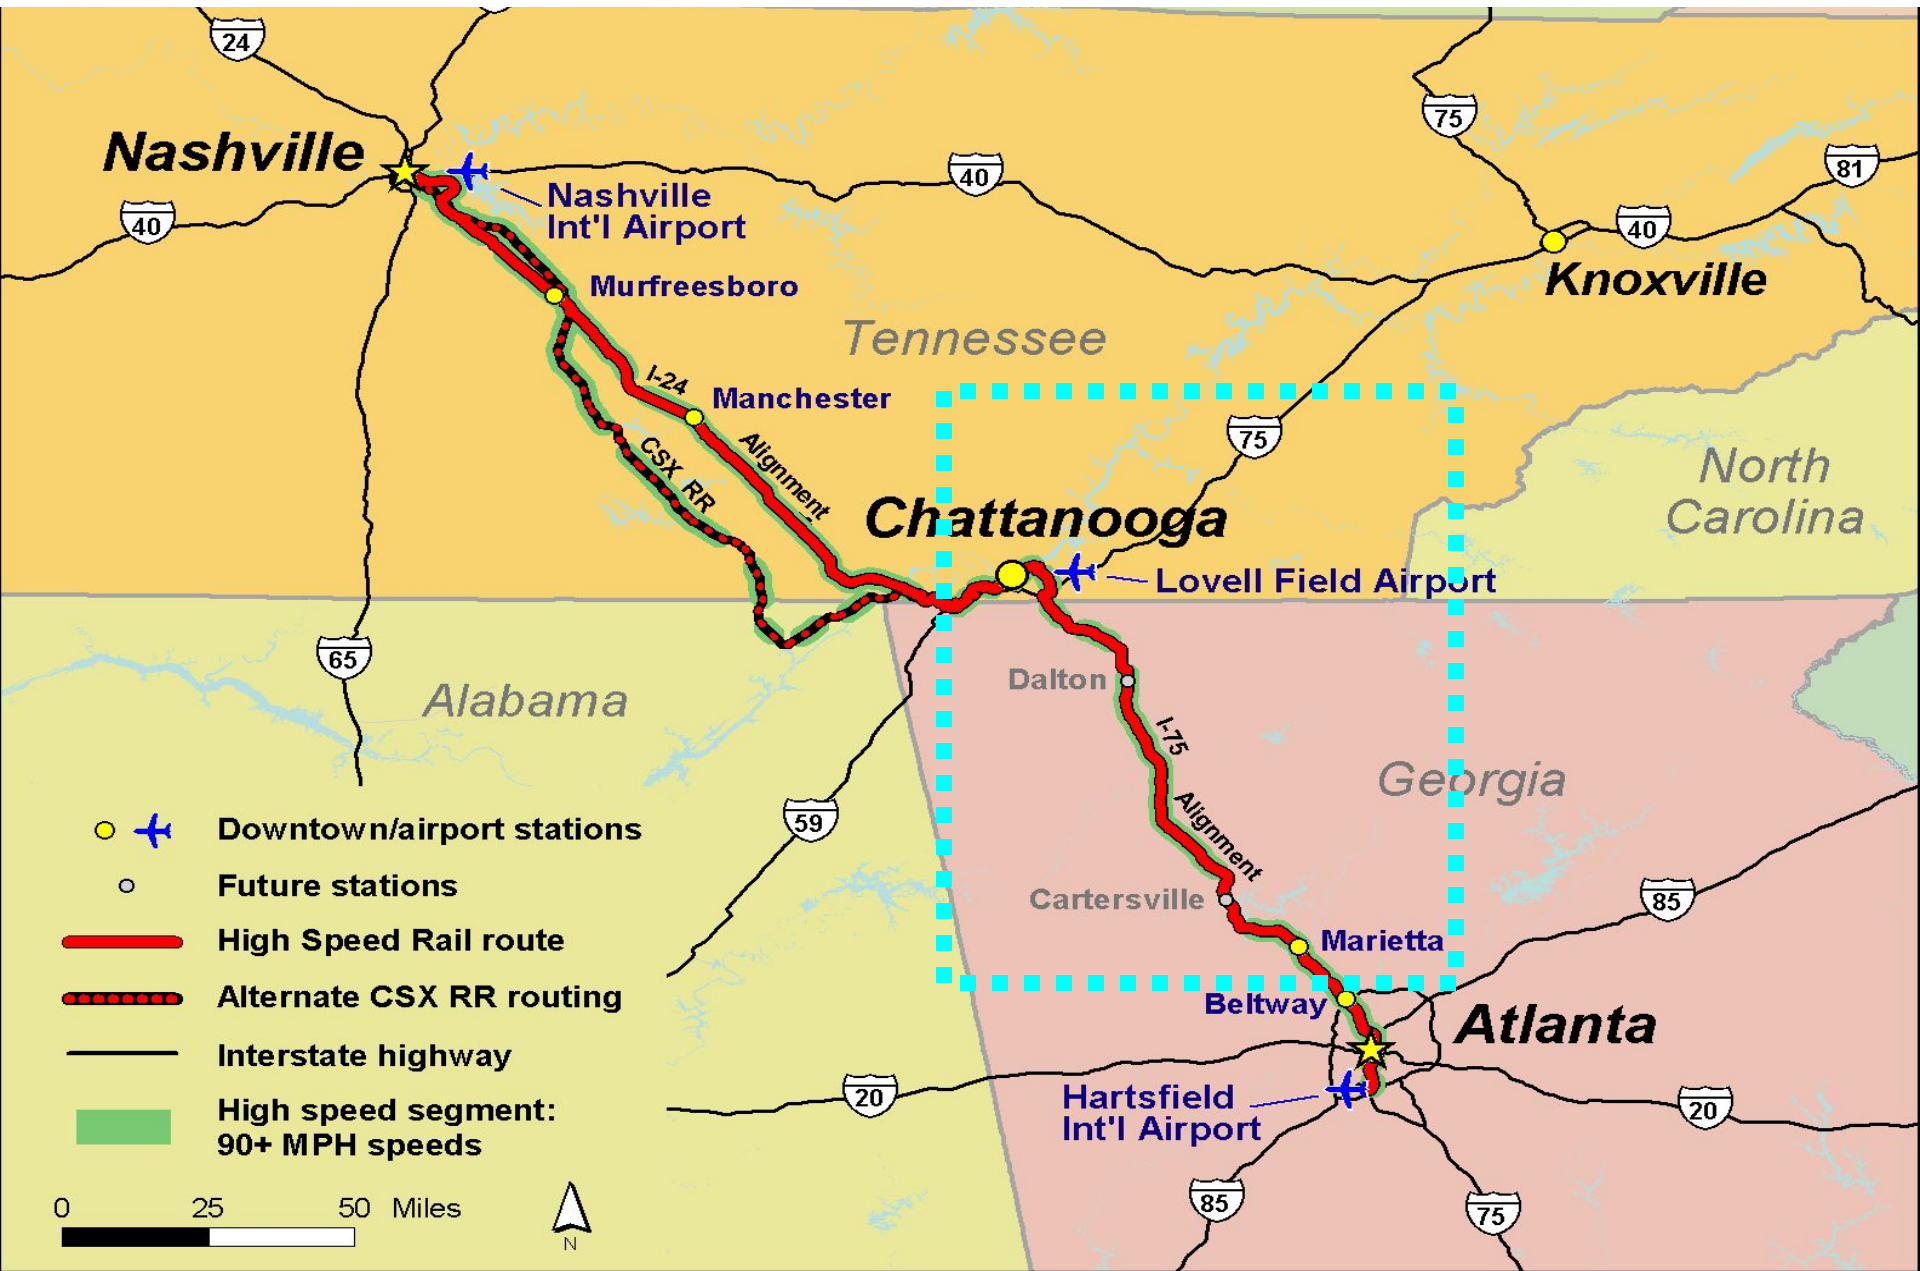 24
75
Nashville
81
40
Nashville
Int'l Airport
40
40
Knoxville
Murfreesboro
Tennessee
I-24
Manchester
75
CSX RR
Alignment
North
Carolina
Chattanooga
Lovell Field Airport
65
Dalton
Alabama
I-75
Georgia
59
Alignment
Downtown/airport stations
Future stations
Cartersville
85
High Speed Rail route
Marietta
Alternate CSX RR routing
Beltway
Atlanta
Interstate highway
20
Hartsfield
Int'l Airport
20
High speed segment:
90+ MPH speeds
85
75
0 25 50 Miles
N